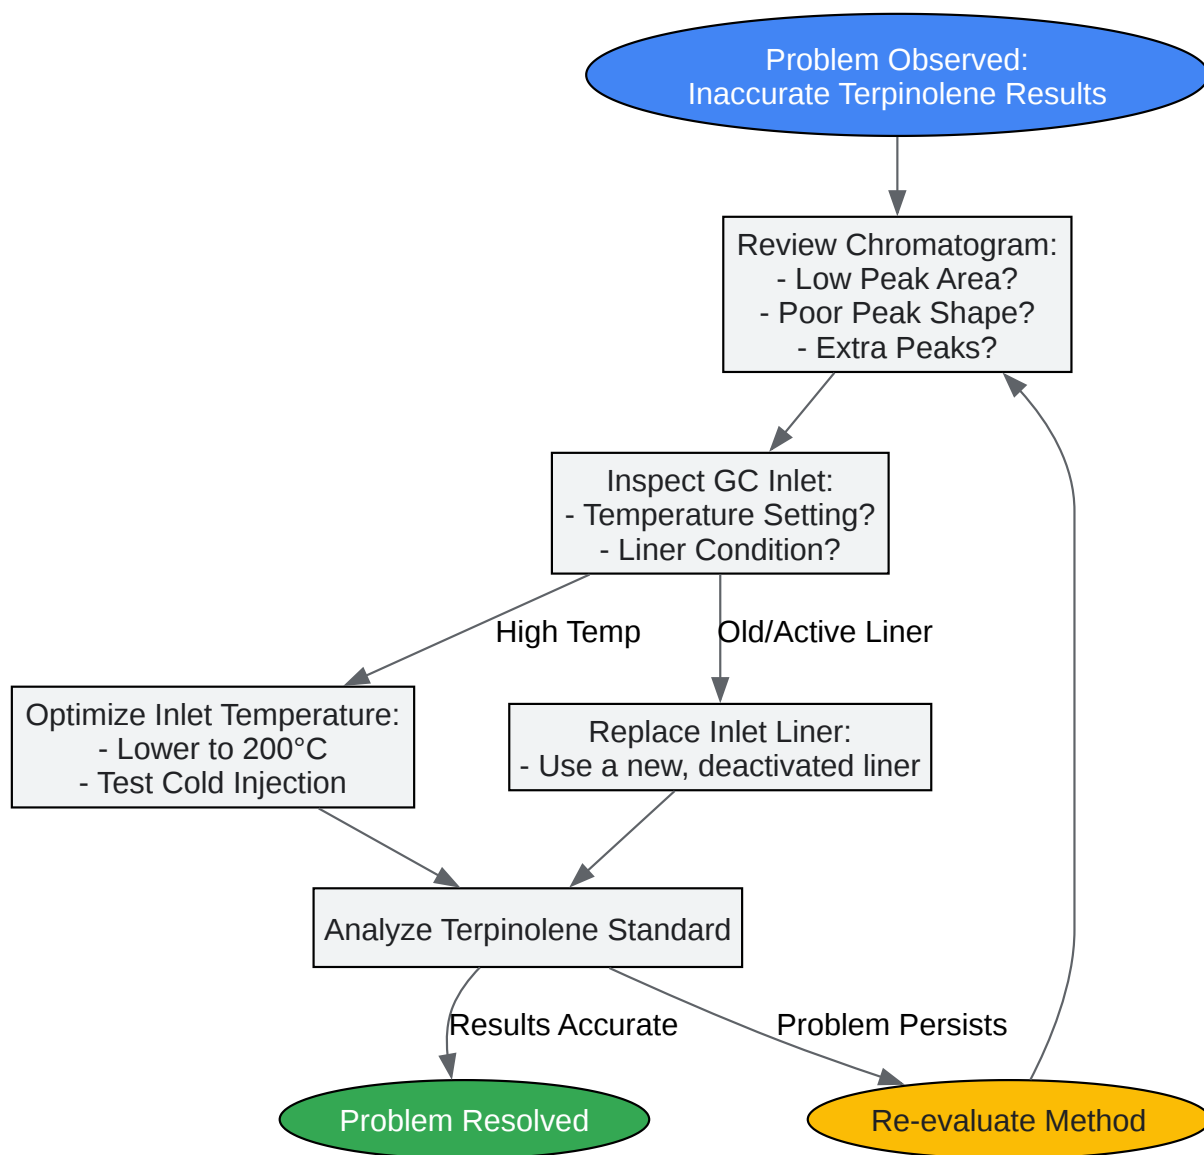 Problem Observed:
Inaccurate Terpinolene Results
Review Chromatogram:
- Low Peak Area?
- Poor Peak Shape?
- Extra Peaks?
Inspect GC Inlet:
- Temperature Setting?
- Liner Condition?
High Temp
Old/Active Liner
Optimize Inlet Temperature:
- Lower to 200°C
- Test Cold Injection
Replace Inlet Liner:
- Use a new, deactivated liner
Analyze Terpinolene Standard
Results Accurate
Problem Persists
Problem Resolved
Re-evaluate Method